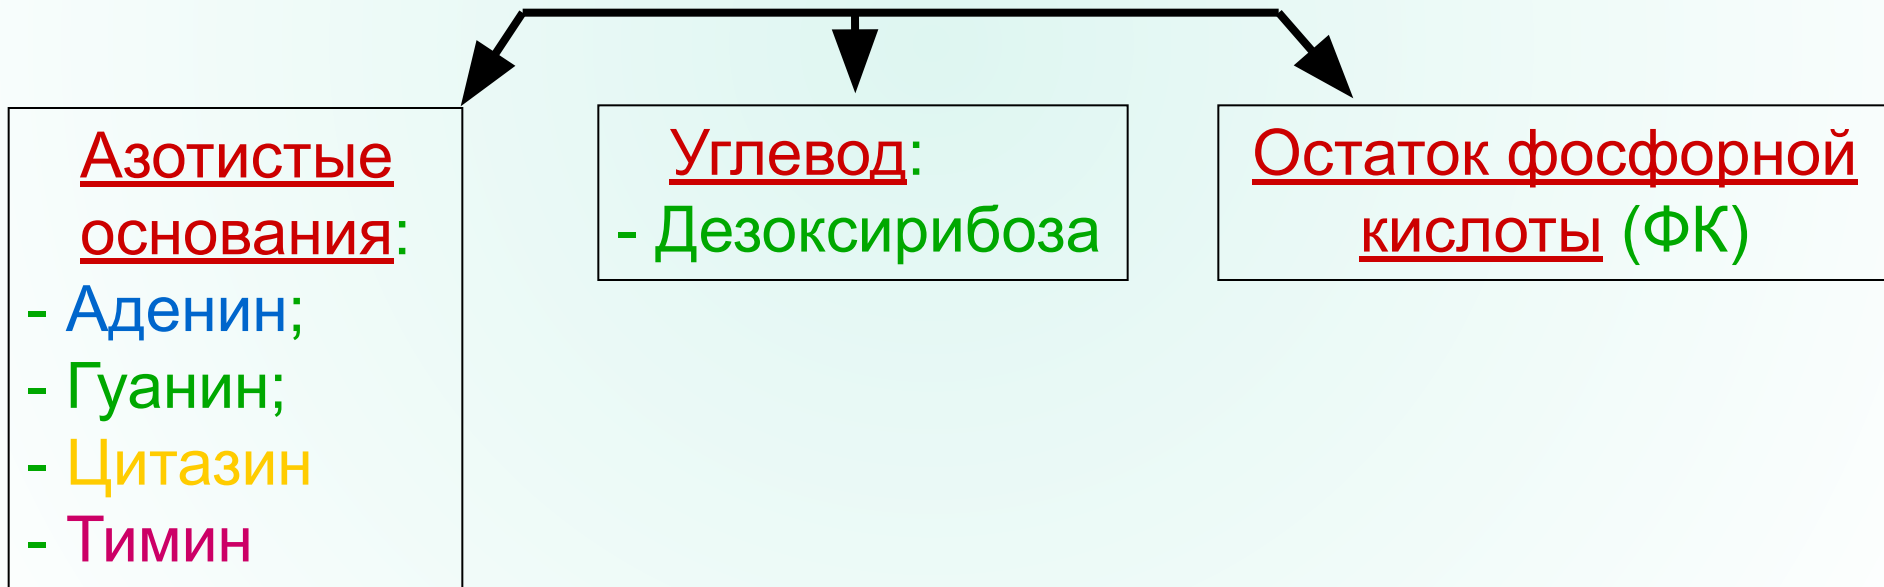 Азотистые
основания:
- Аденин;
- Гуанин;
- Цитазин
- Тимин
Углевод:
- Дезоксирибоза
Остаток фосфорной
кислоты (ФК)